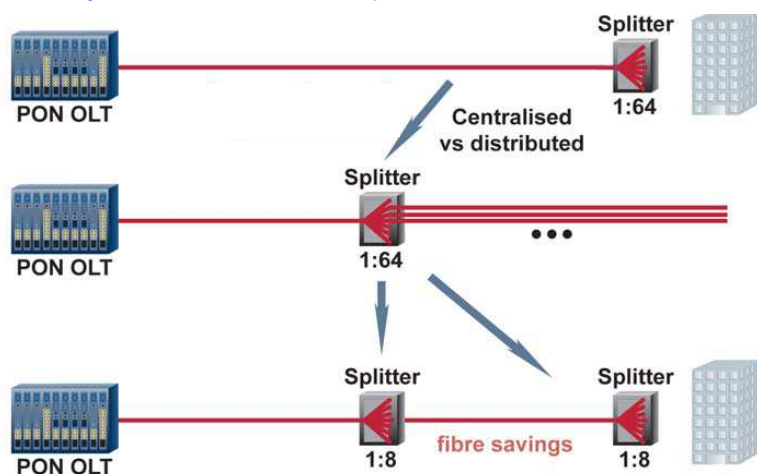 Splitter
PON OLT
1:64
Centralised
vs distributed
Splitter
PON OLT
1:64
Splitter
Splitter
fibre savings
PON OLT
1:8
1:8